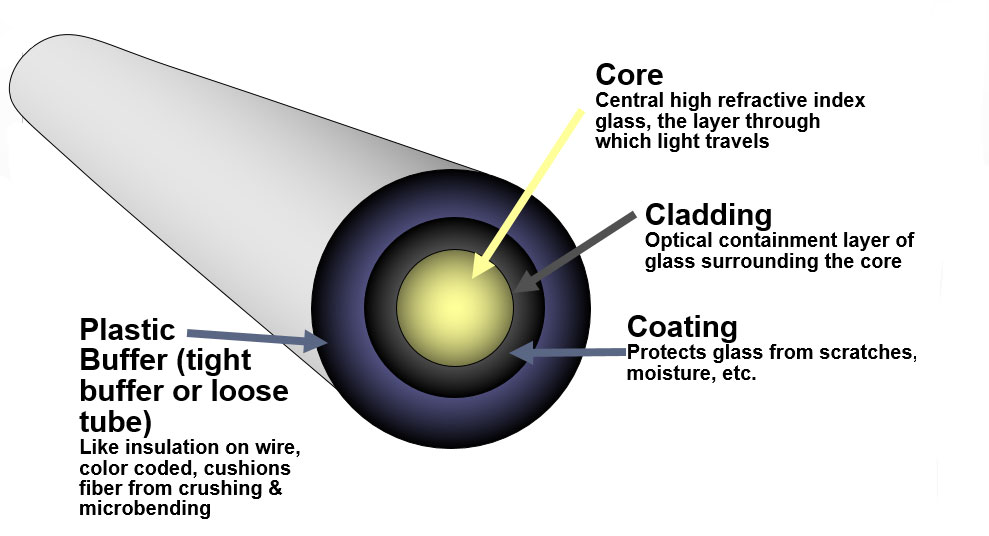 Core
Central high refractive index
glass, the layer through
which light travels
Cladding
Optical containment layer of
glass surrounding the core
Coating
Protects glass from scratches,
moisture, etc.
Plastic
Buffer (tight
buffer or loose
tube)
Like insulation on wire,
color coded, cushions
fiber from crushing &
microbending